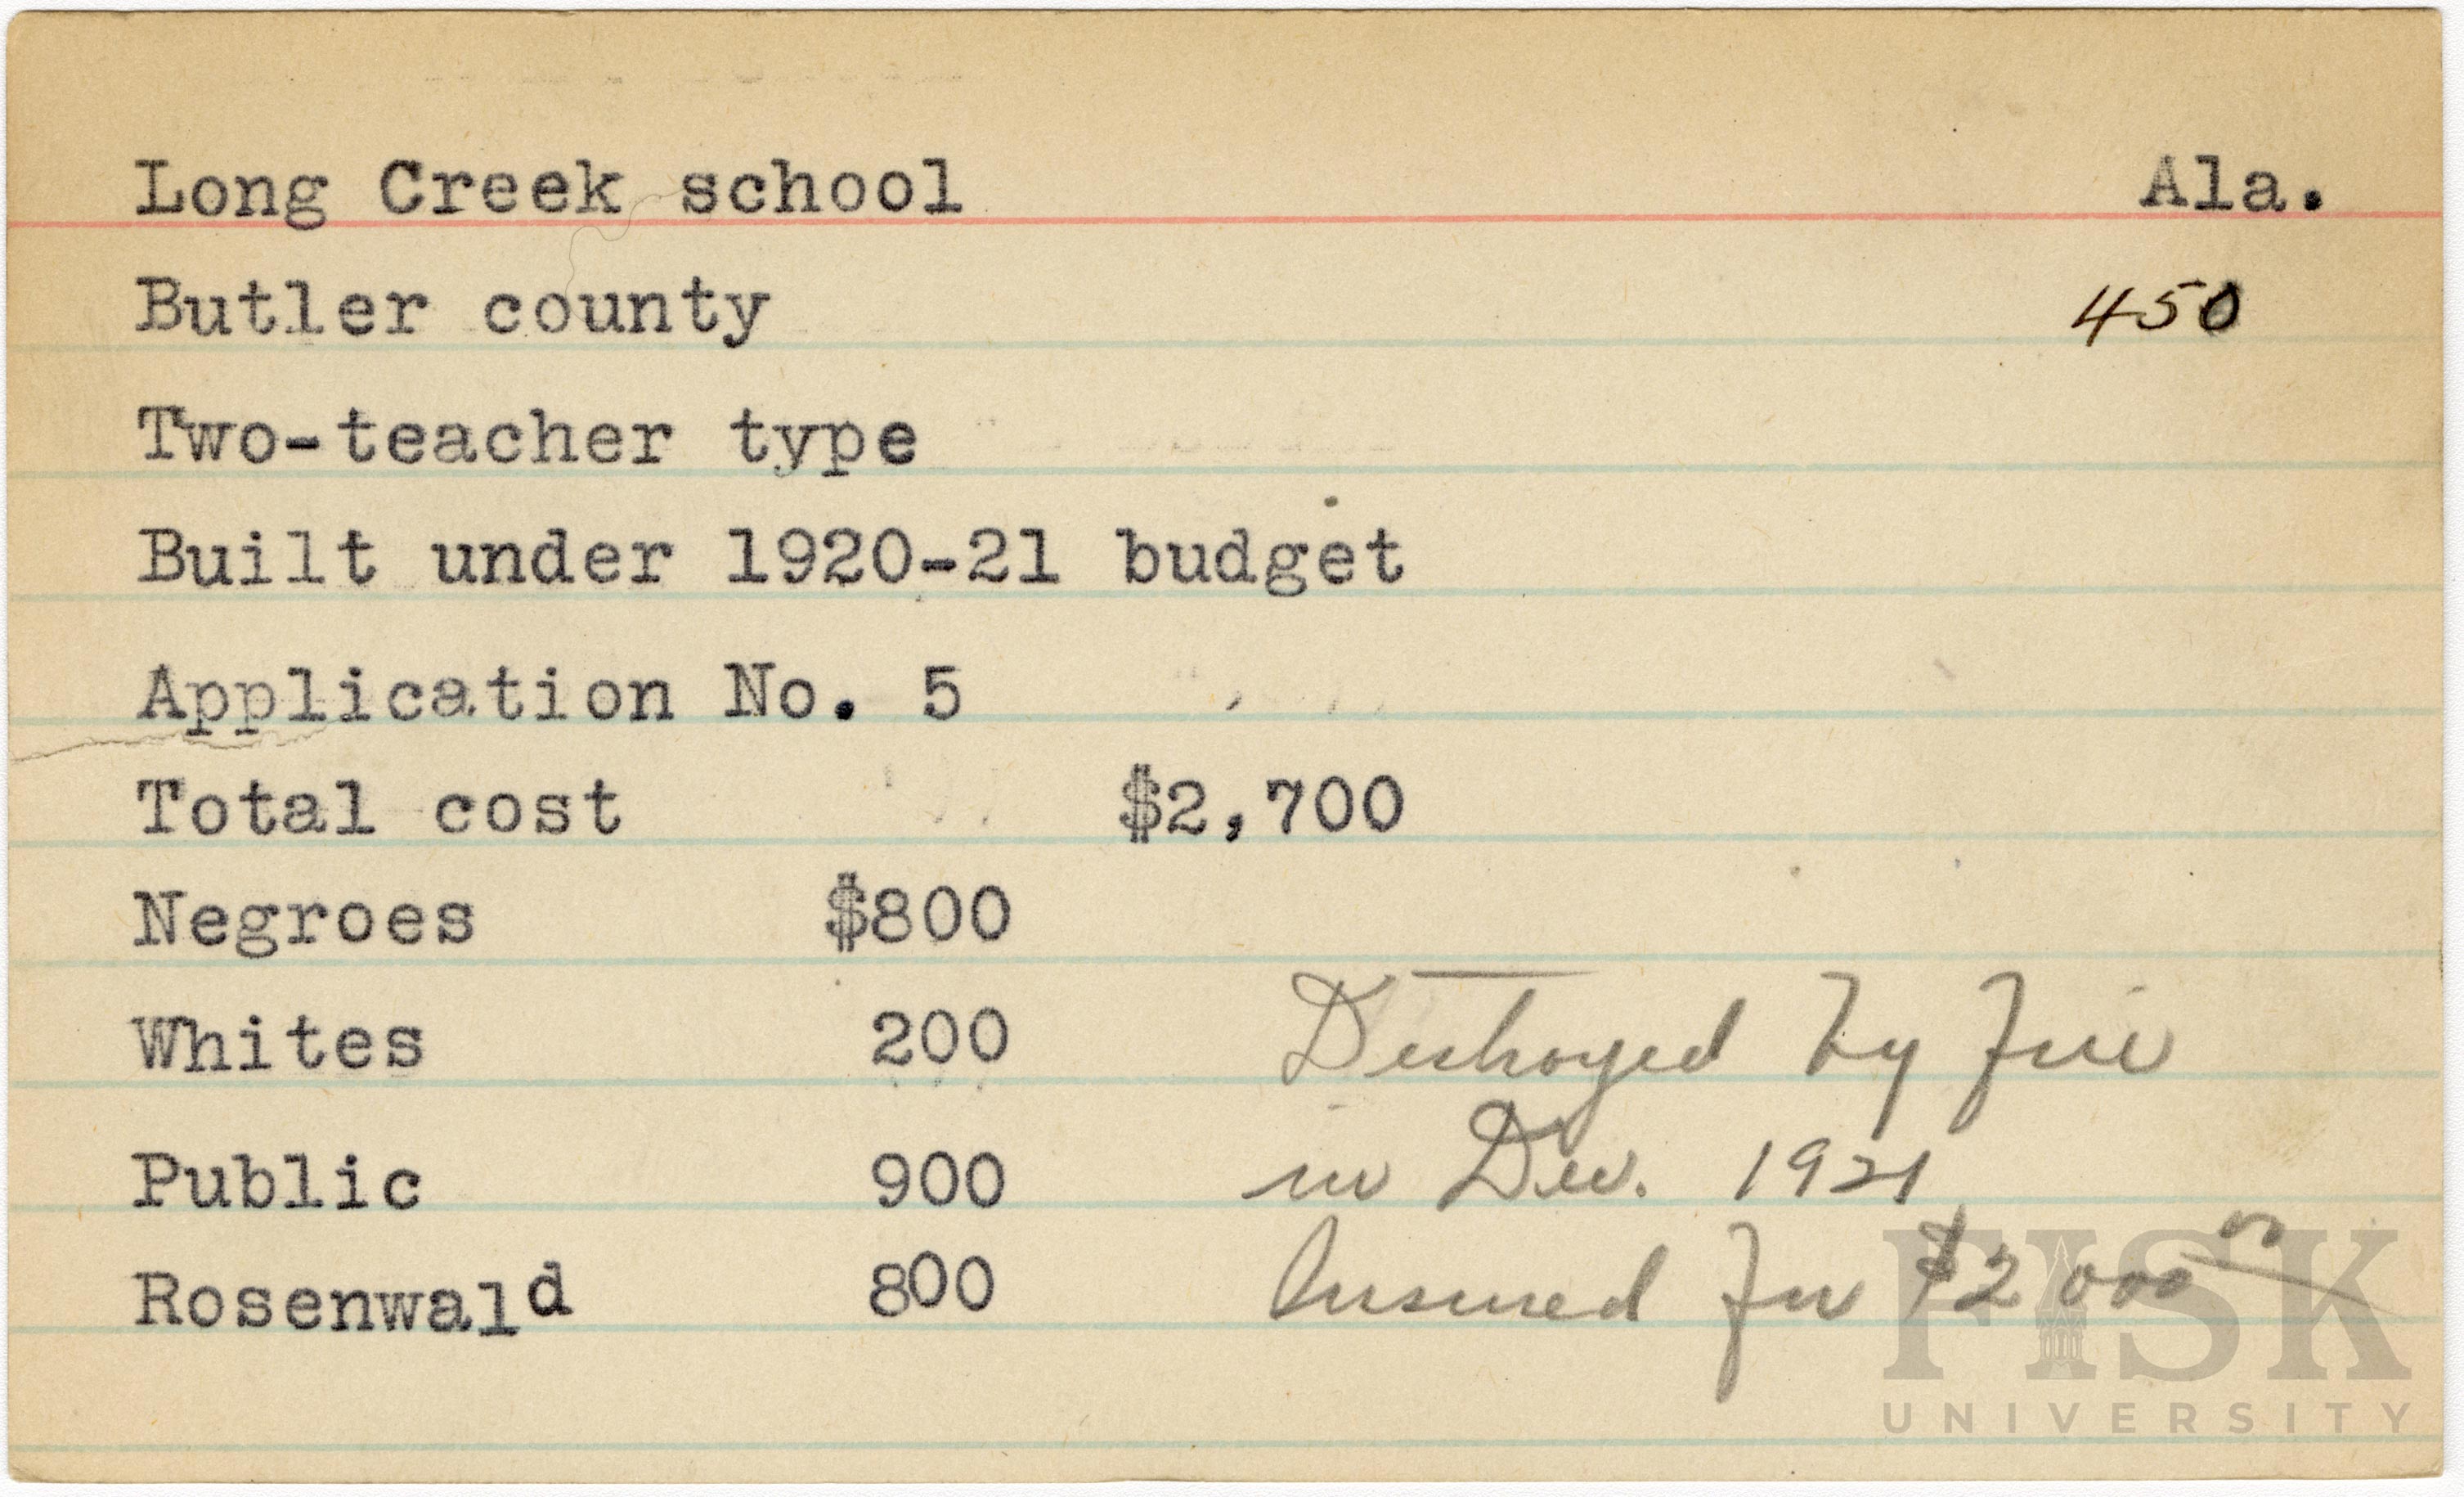 Long Creek school Ala.
Butler county 450
Two-teacher type
Built under 1920-21 budget
Application No. 5
Total cost $2,700
Negroes $800
Whites 200 Destroyed by fire
Public 900 in Dec. 1921
Rosenwald 800 Insured for $2000 00
FISK
UNIVERSITY